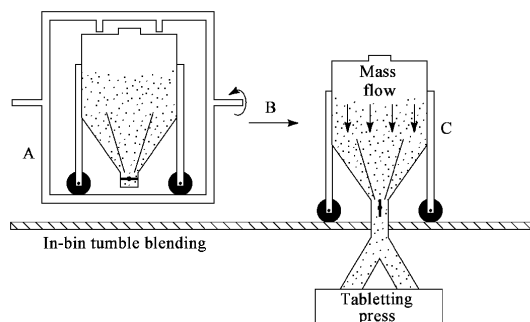 A
B
Mass
flow
C
In-bin tumble blending
Tabletting
press